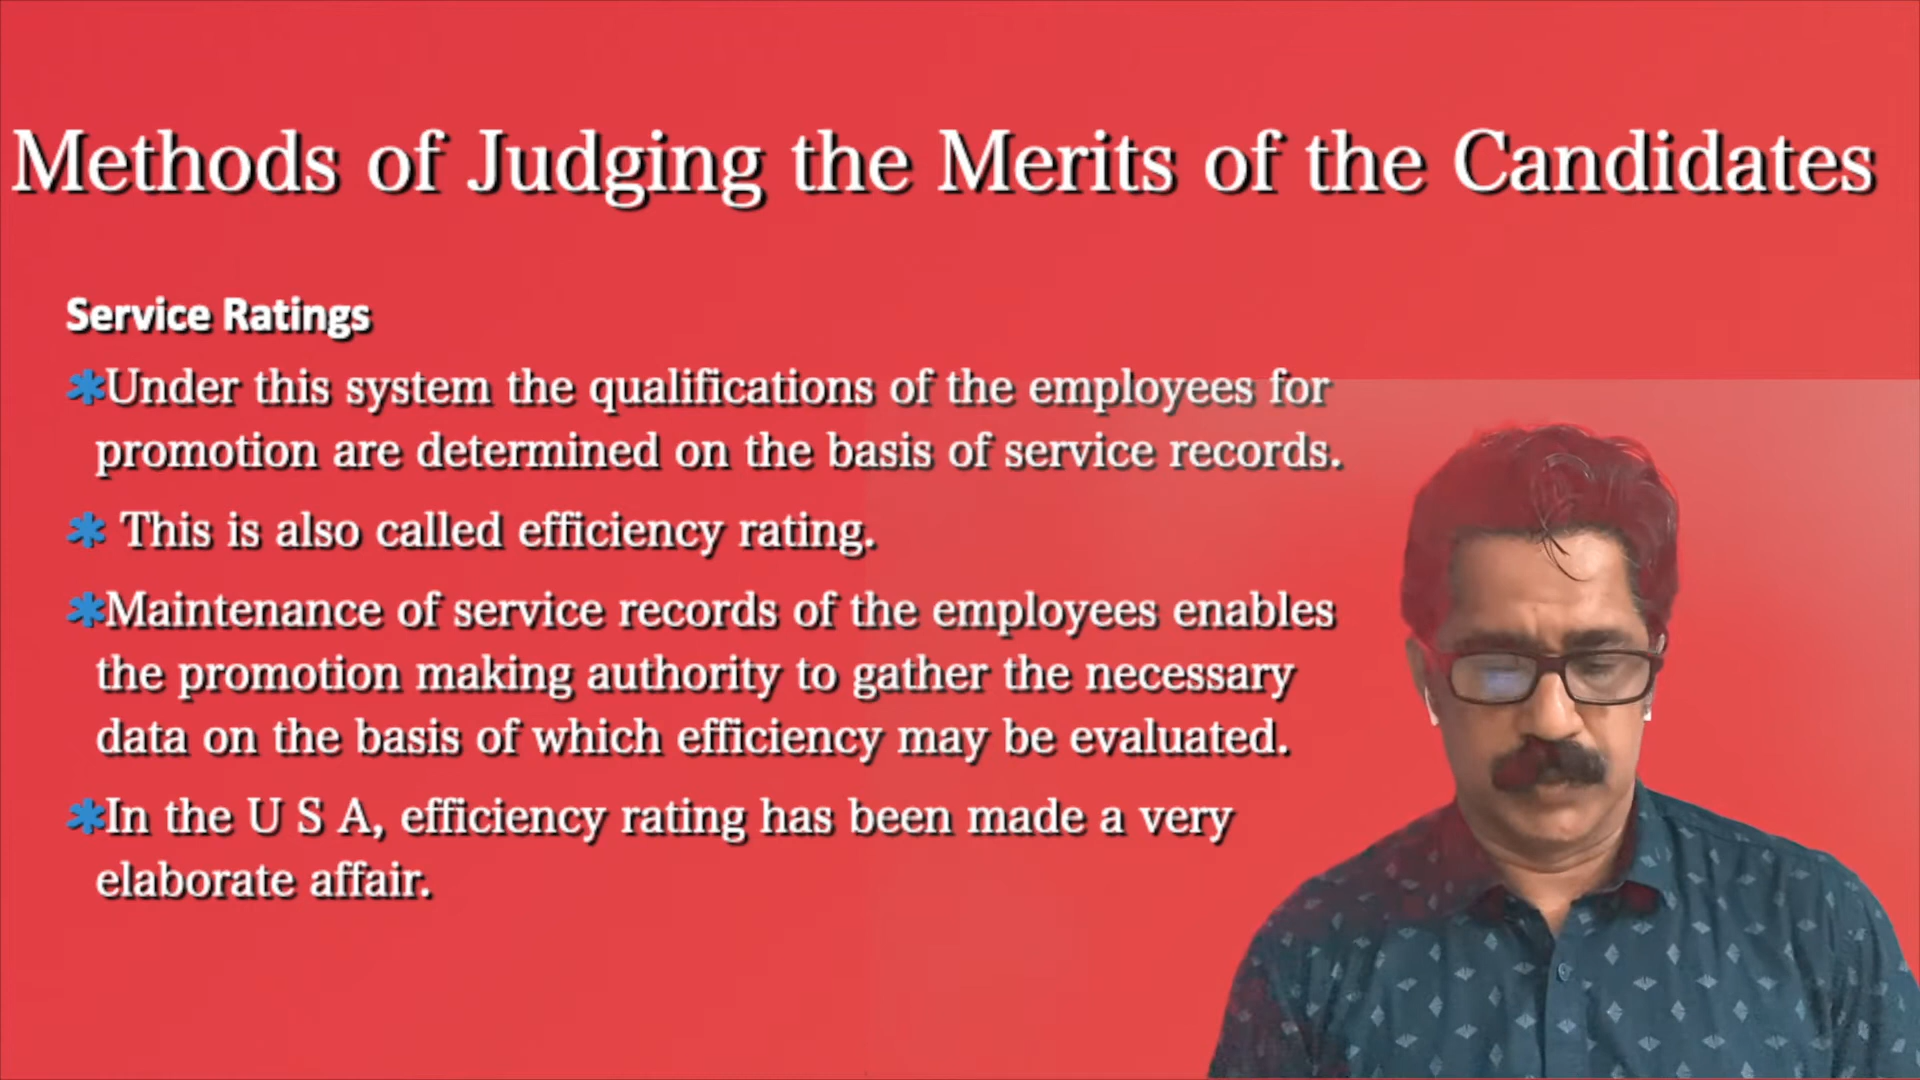 Methods of Judging the Merits of the Candidates
Service Ratings
*Under this system the qualifications of the employees for
promotion are determined on the basis of service records.
* This is also called efficiency rating.
*Maintenance of service records of the employees enables
the promotion making authority to gather the necessary
data on the basis of which efficiency may be evaluated.
*In the U S A, efficiency rating has been made a very
elaborate affair.